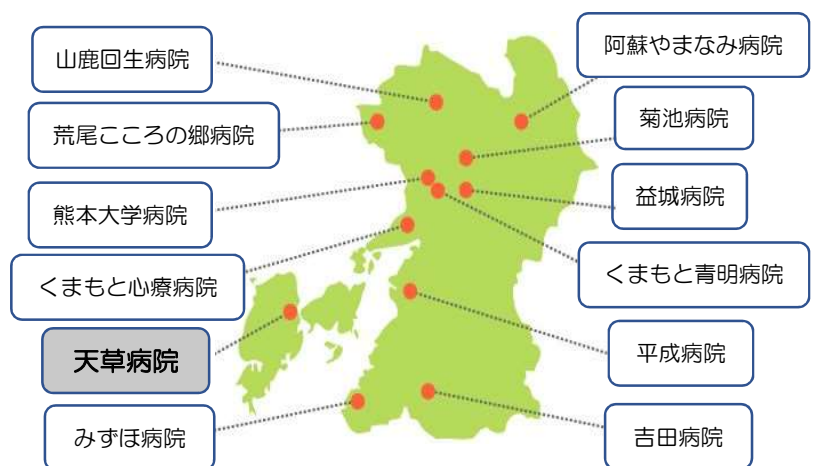 山鹿回生病院
荒尾こころの郷病院
熊本大学病院
くまもと心療病院
天草病院
みずほ病院
阿蘇やまなみ病院
菊池病院
益城病院
くまもと青明病院
平成病院
吉田病院